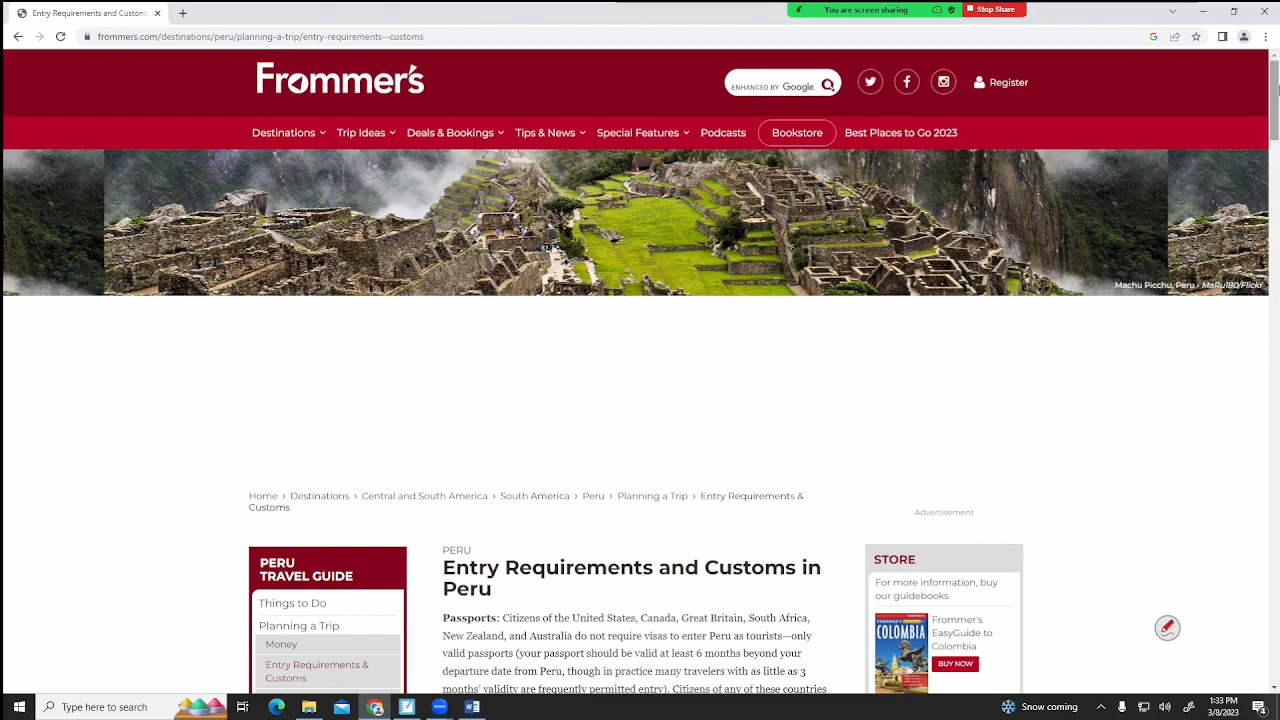 Entry Requirements and Custom
You are screen sharing
Stop Share
frommers.com/destinations/peru/planning-a-trip/entry-requirements--customs
Frommer's
ENHANCED BY Google
Register
Destinations
Trip Ideas
Deals & Bookings
Tips & News
Special Features
Podcasts
Bookstore
Best Places to Go 2023
Machu Picchu, Peru - MaRu180/Flickr
Home › Destinations › Central and South America › South America › Peru › Planning a Trip › Entry Requirements &
Customs
Advertisement
PERU
TRAVEL GUIDE
Things to Do
Planning a Trip
Money
Entry Requirements &
Customs
PERU
Entry Requirements and Customs in
Peru
Passports: Citizens of the United States, Canada, Great Britain, South Africa,
New Zealand, and Australia do not require visas to enter Peru as tourists—only
valid passports (your passport should be valid at least 6 months beyond your
departure date from Peru, though in practice many travelers with as little as 3
months' validity are frequently permitted entry). Citizens of any of these countries
STORE
For more information, buy
our guidebooks
FROMMER'S
COLOMBIA
Frommer's
EasyGuide to
Colombia
BUY NOW
Type here to search
zoom
Snow coming
1:33 PM
3/8/2023